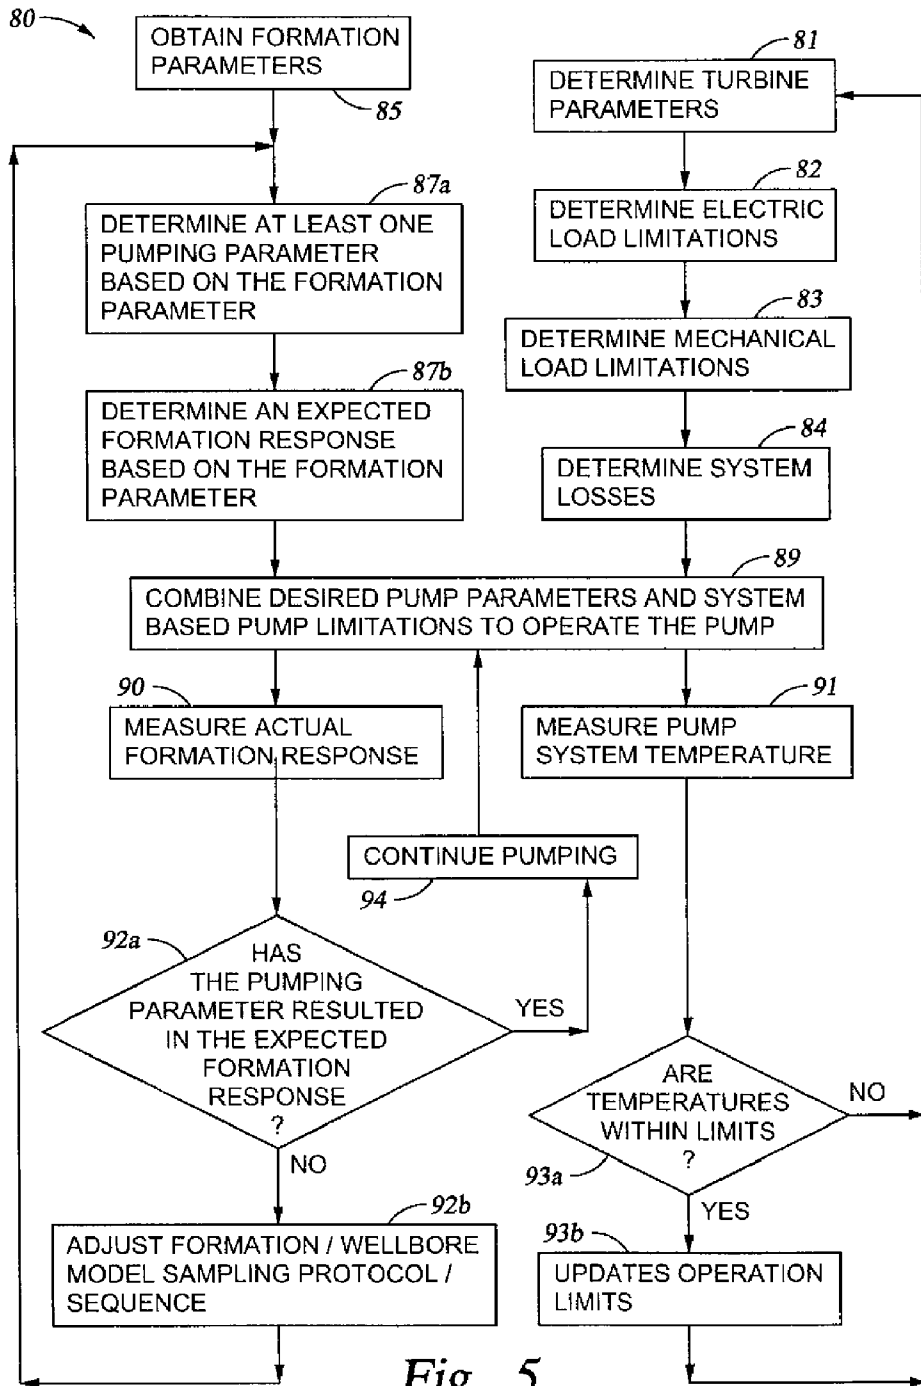 80
OBTAIN FORMATION
PARAMETERS
85
81
DETERMINE TURBINE
PARAMETERS
87a
DETERMINE AT LEAST ONE
PUMPING PARAMETER
BASED ON THE FORMATION
PARAMETER
82
DETERMINE ELECTRIC
LOAD LIMITATIONS
83
DETERMINE MECHANICAL
LOAD LIMITATIONS
87b
DETERMINE AN EXPECTED
FORMATION RESPONSE
BASED ON THE FORMATION
PARAMETER
84
DETERMINE SYSTEM
LOSSES
89
COMBINE DESIRED PUMP PARAMETERS AND SYSTEM
BASED PUMP LIMITATIONS TO OPERATE THE PUMP
90
MEASURE ACTUAL
FORMATION RESPONSE
91
MEASURE PUMP
SYSTEM TEMPERATURE
CONTINUE PUMPING
94
92a
HAS
THE PUMPING
PARAMETER RESULTED
IN THE EXPECTED
FORMATION
RESPONSE
?
YES
NO
ARE
TEMPERATURES
WITHIN LIMITS
?
NO
93a
YES
92b
ADJUST FORMATION / WELLBORE
MODEL SAMPLING PROTOCOL /
SEQUENCE
93b
UPDATES OPERATION
LIMITS
Fig. 5